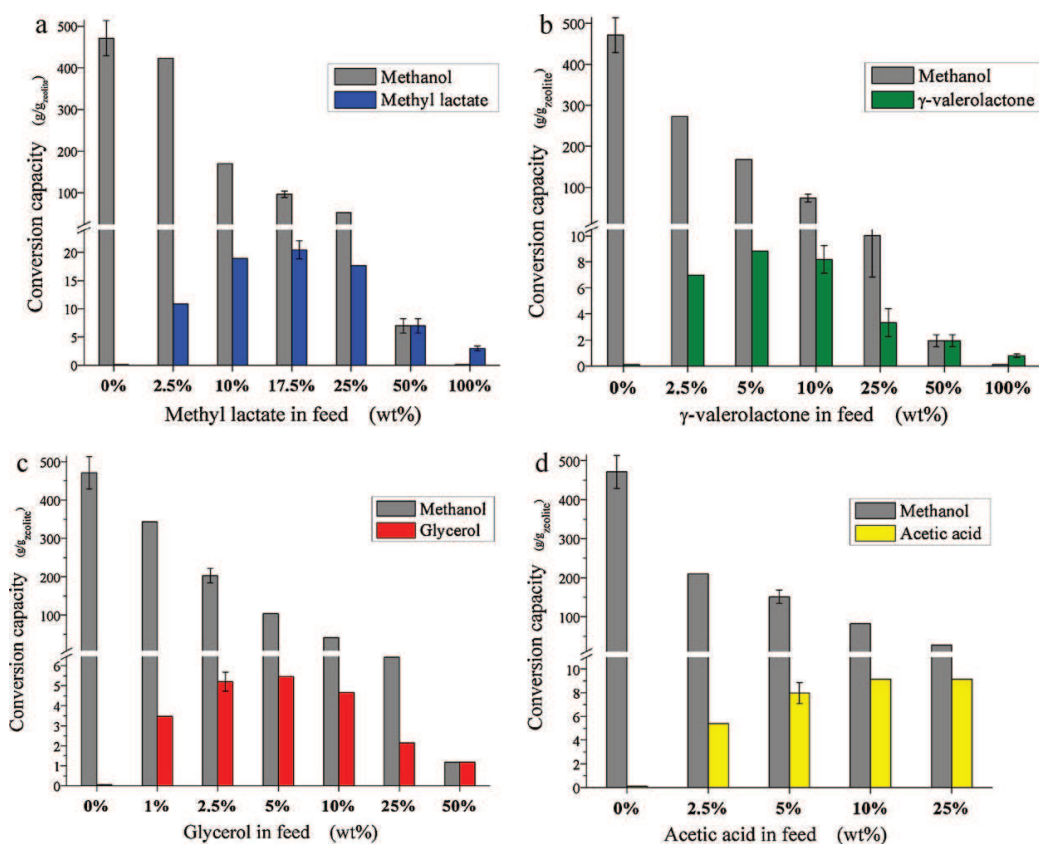 a
Conversion capacity (g/gzeolite)
500
400
300
200
100
20
15
10
5
0
Methanol
Methyl lactate
0% 2.5% 10% 17.5% 25% 50% 100%
Methyl lactate in feed (wt%)
b
Conversion capacity (g/gzeolite)
500
400
300
200
100
10
8
6
4
2
0
Methanol
γ-valerolactone
0% 2.5% 5% 10% 25% 50% 100%
γ-valerolactone in feed (wt%)
c
Conversion capacity (g/gzeolite)
500
400
300
200
100
6
5
4
3
2
1
0
Methanol
Glycerol
0% 1% 2.5% 5% 10% 25% 50%
Glycerol in feed (wt%)
d
Conversion capacity (g/gzeolite)
500
400
300
200
100
10
8
6
4
2
0
Methanol
Acetic acid
0% 2.5% 5% 10% 25%
Acetic acid in feed (wt%)